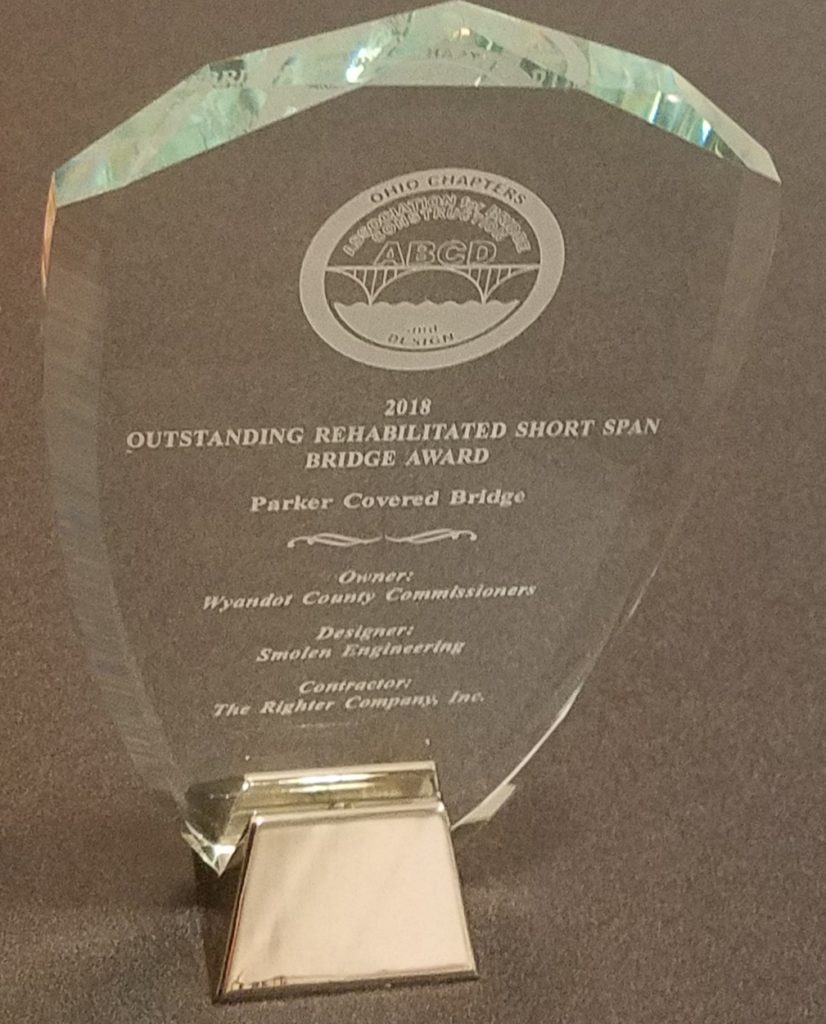 OHIO CHAPTERS
ASSOCIATION for BRIDGE
CONSTRUCTION
ABCD
and
DESIGN
2018
OUTSTANDING REHABILITATED SHORT SPAN
BRIDGE AWARD
Parker Covered Bridge
Owner:
Wyandot County Commissioners
Designer:
Smolen Engineering
Contractor:
The Righter Company, Inc.